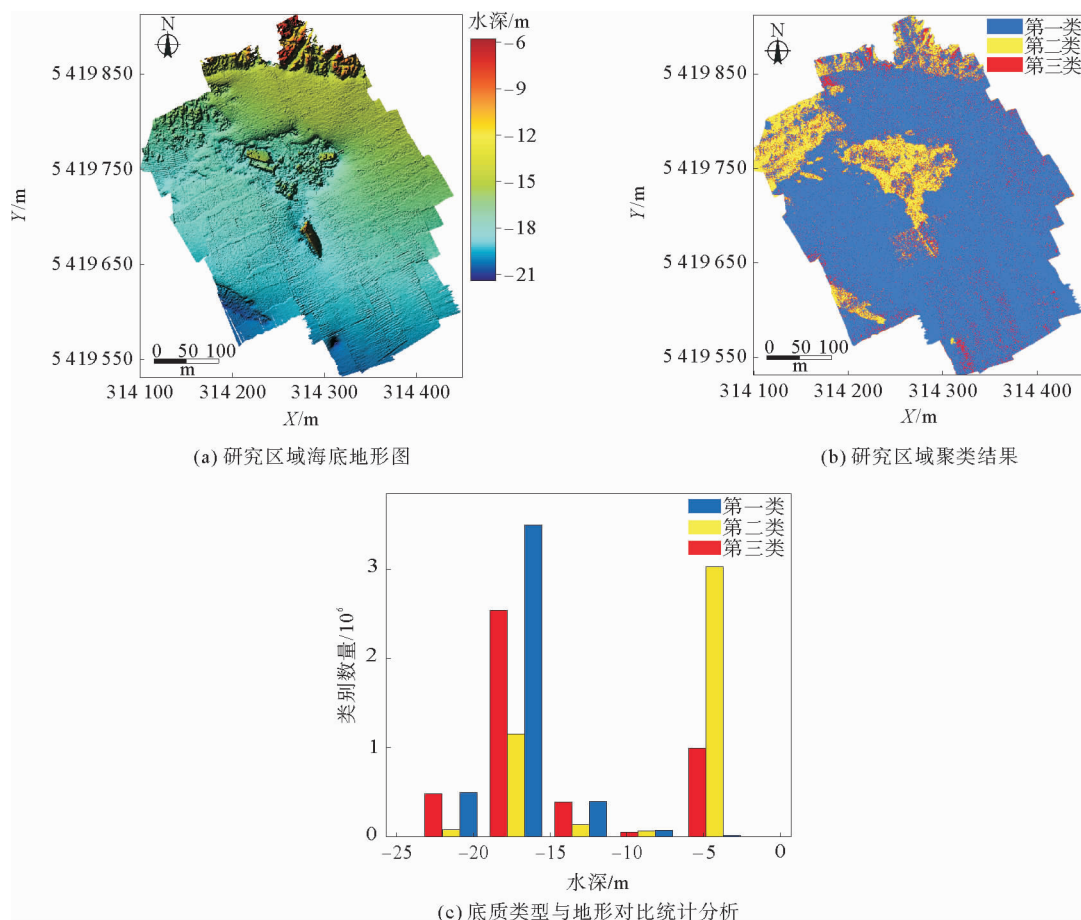 水深/m
N
-6
-9
-12
-15
-18
-21
5 419 850
5 419 750
5 419 650
5 419 550
Y/m
0 50 100
m
314 100 314 200 314 300 314 400
X/m
(a) 研究区域海底地形图
N
第一类
第二类
第三类
5 419 850
5 419 750
5 419 650
5 419 550
Y/m
0 50 100
m
314 100 314 200 314 300 314 400
X/m
(b) 研究区域聚类结果
第一类
第二类
第三类
类别数量/10⁶
3
2
1
0
-25 -20 -15 -10 -5 0
水深/m
(c) 底质类型与地形对比统计分析